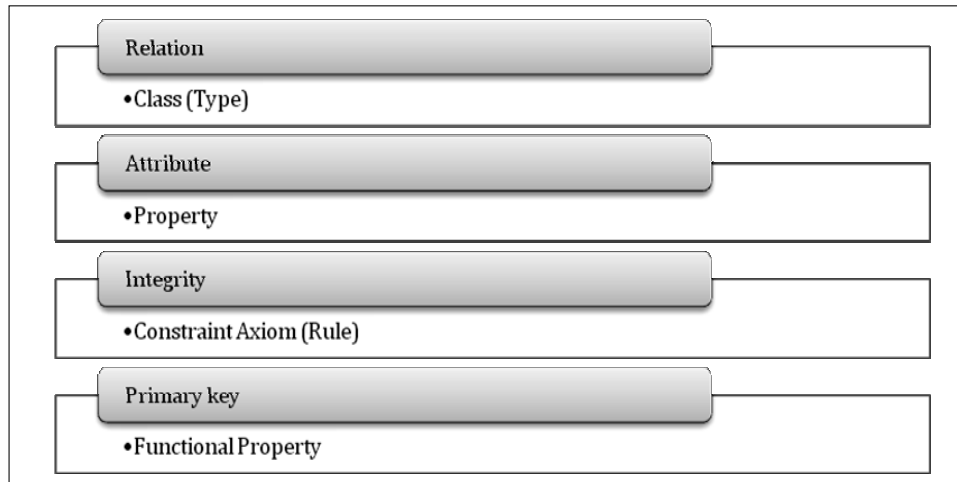 Relation
•Class (Type)
Attribute
•Property
Integrity
•Constraint Axiom (Rule)
Primary key
•Functional Property